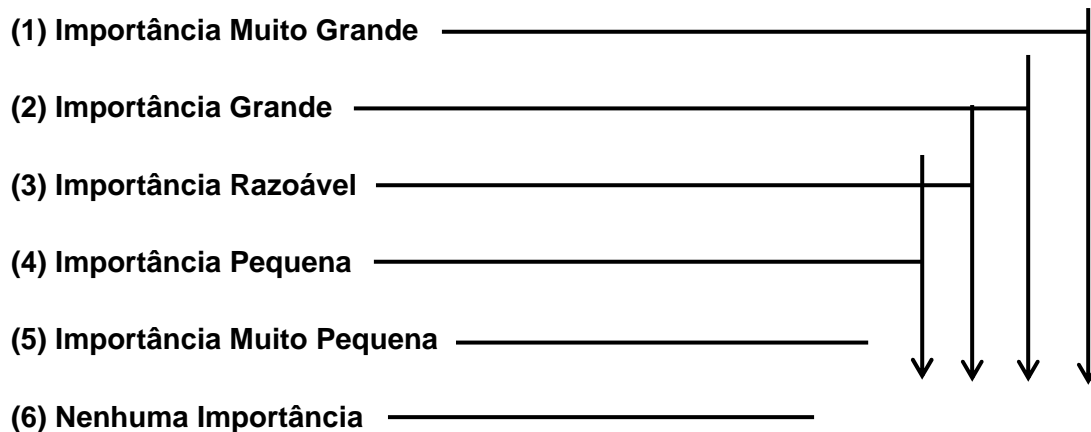 (1) Importância Muito Grande
(2) Importância Grande
(3) Importância Razoável
(4) Importância Pequena
(5) Importância Muito Pequena
(6) Nenhuma Importância